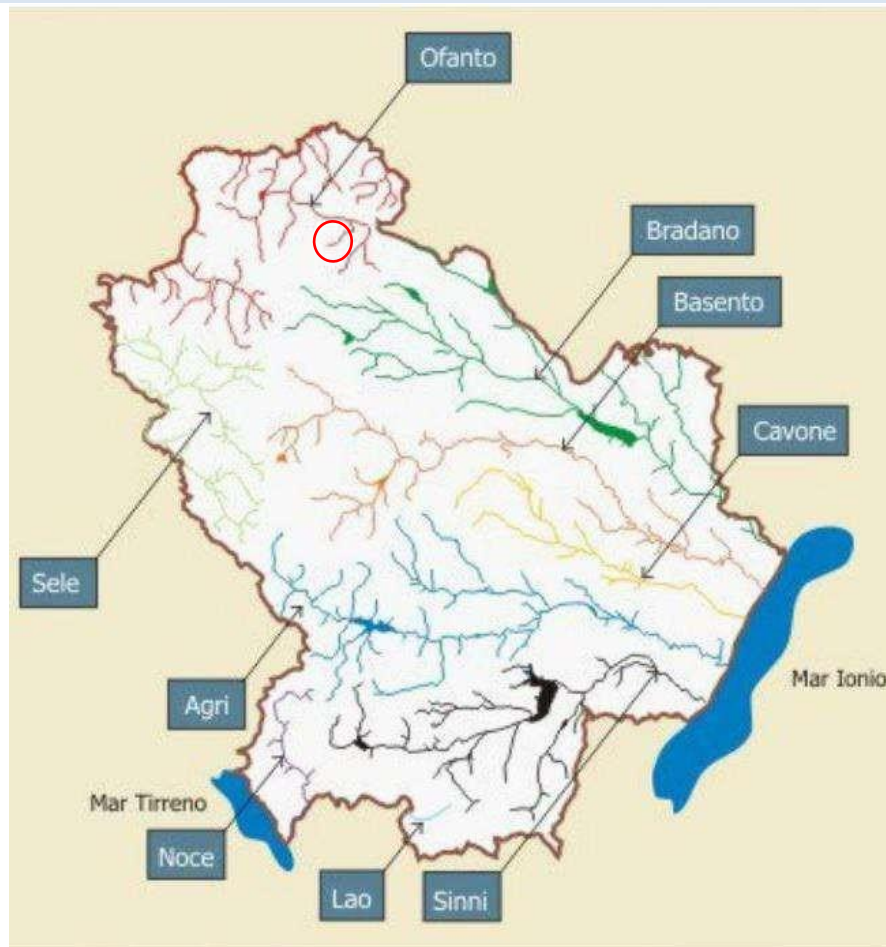 Ofanto
Bradano
Basento
Cavone
Sele
Mar Ionio
Agri
Mar Tirreno
Noce
Lao
Sinni